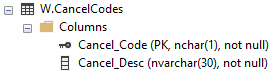 W.CancelCodes
Columns
Cancel_Code (PK, nchar(1), not null)
Cancel_Desc (nvarchar(30), not null)